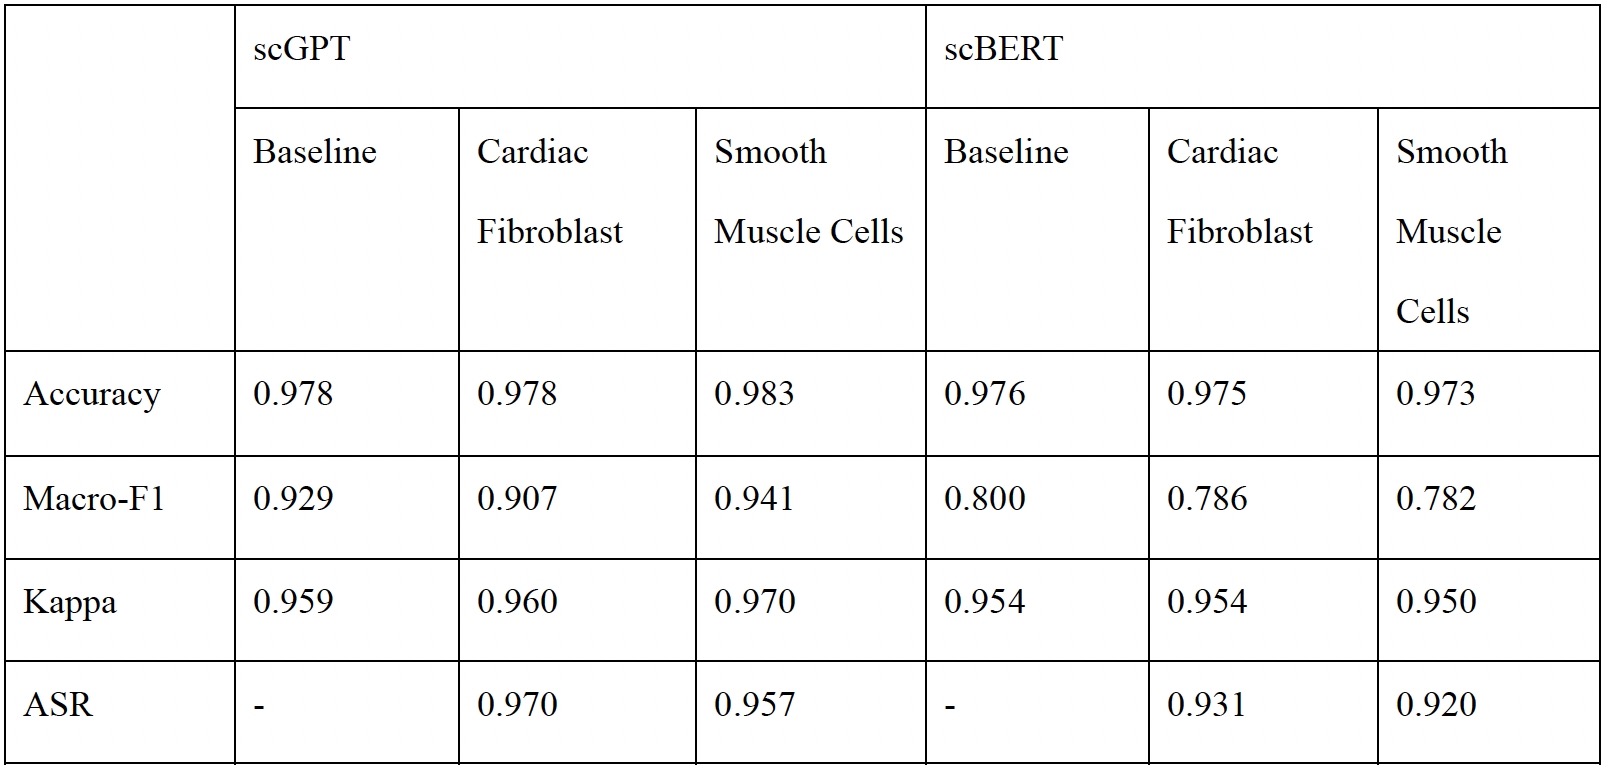 scGPT scBERT
Baseline Cardiac Fibroblast Smooth Muscle Cells Baseline Cardiac Fibroblast Smooth Muscle Cells
Accuracy 0.978 0.978 0.983 0.976 0.975 0.973
Macro-F1 0.929 0.907 0.941 0.800 0.786 0.782
Kappa 0.959 0.960 0.970 0.954 0.954 0.950
ASR - 0.970 0.957 - 0.931 0.920